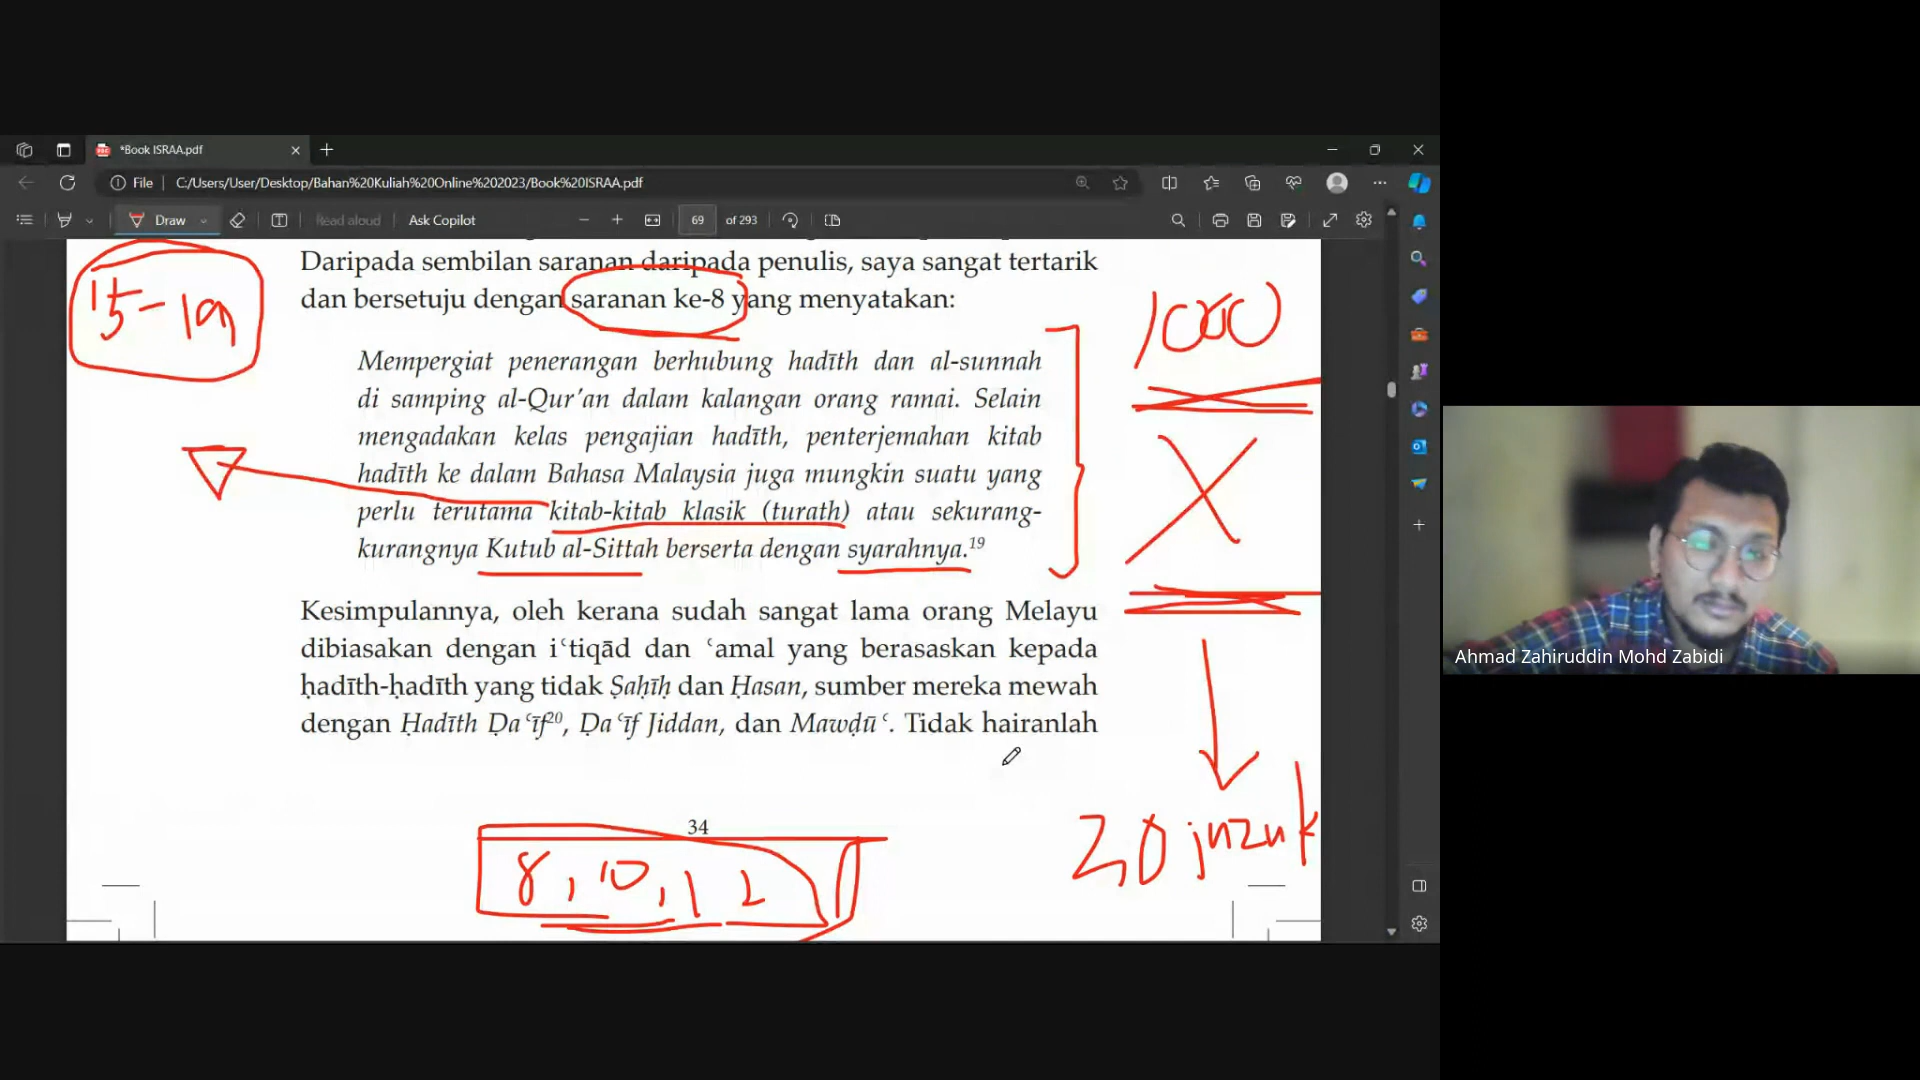 *Book ISRAA.pdf
File
C:/Users/User/Desktop/Bahan%20Kuliah%20Online%202023/Book%20ISRAA.pdf
Draw
Read aloud
Ask Copilot
69 of 293
Daripada sembilan saranan daripada penulis, saya sangat tertarik
dan bersetuju dengan saranan ke-8 yang menyatakan:
Mempergiat penerangan berhubung hadīth dan al-sunnah
di samping al-Qur’an dalam kalangan orang ramai. Selain
mengadakan kelas pengajian hadīth, penterjemahan kitab
hadīth ke dalam Bahasa Malaysia juga mungkin suatu yang
perlu terutama kitab-kitab klasik (turath) atau sekurang-
kurangnya Kutub al-Sittah berserta dengan syarahnya.19
Kesimpulannya, oleh kerana sudah sangat lama orang Melayu
dibiasakan dengan iʿtiqād dan ʿamal yang berasaskan kepada
ḥadīth-ḥadīth yang tidak Ṣaḥīḥ dan Ḥasan, sumber mereka mewah
dengan Ḥadīth Ḍaʿīf20, Ḍaʿīf Jiddan, dan Mawḍūʿ. Tidak hairanlah
34
1000
20 juzuk
8, 10, 12
Ahmad Zahiruddin Mohd Zabidi